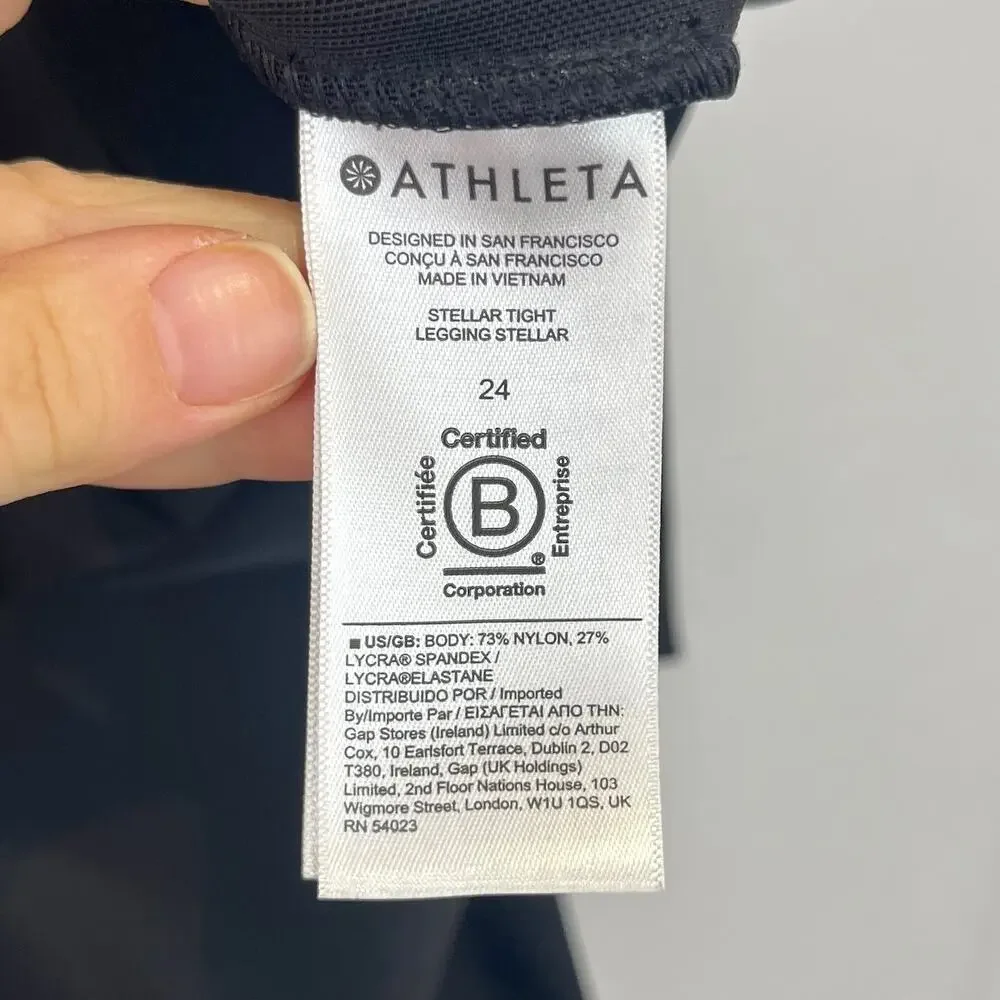 ATHLETA
DESIGNED IN SAN FRANCISCO
CONÇU À SAN FRANCISCO
MADE IN VIETNAM
STELLAR TIGHT
LEGGING STELLAR
24
Certified
Certifiée
B
®
Entreprise
Corporation
US/GB: BODY: 73% NYLON, 27%
LYCRA® SPANDEX /
LYCRA®ELASTANE
DISTRIBUIDO POR / Imported
By/Importe Par / ΕΙΣΑΓΕΤΑΙ ΑΠΟ ΤΗΝ:
Gap Stores (Ireland) Limited c/o Arthur
Cox, 10 Earlsfort Terrace, Dublin 2, D02
T380, Ireland, Gap (UK Holdings)
Limited, 2nd Floor Nations House, 103
Wigmore Street, London, W1U 1QS, UK
RN 54023